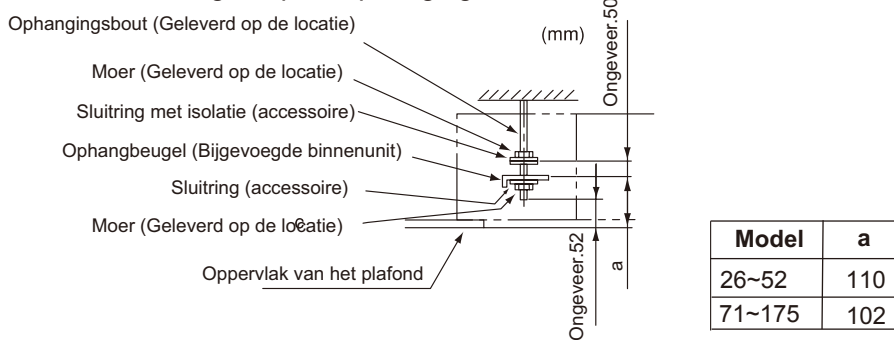 Ophangingsbout (Geleverd op de locatie)
(mm)
Ongeveer.50
Moer (Geleverd op de locatie)
Sluitring met isolatie (accessoire)
Ophangbeugel (Bijgevoegde binnenunit)
Sluitring (accessoire)
Moer (Geleverd op de locatie)
e
Oppervlak van het plafond
Ongeveer.52
a
Model a
26~52 110
71~175 102